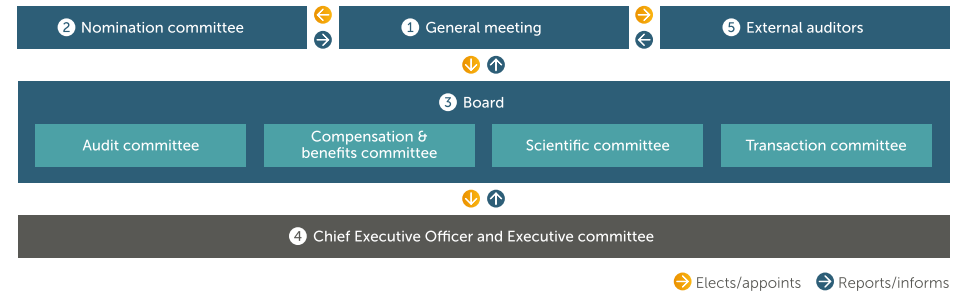 2 Nomination committee
1 General meeting
5 External auditors
3 Board
Audit committee
Compensation &
benefits committee
Scientific committee
Transaction committee
4 Chief Executive Officer and Executive committee
Elects/appoints
Reports/informs